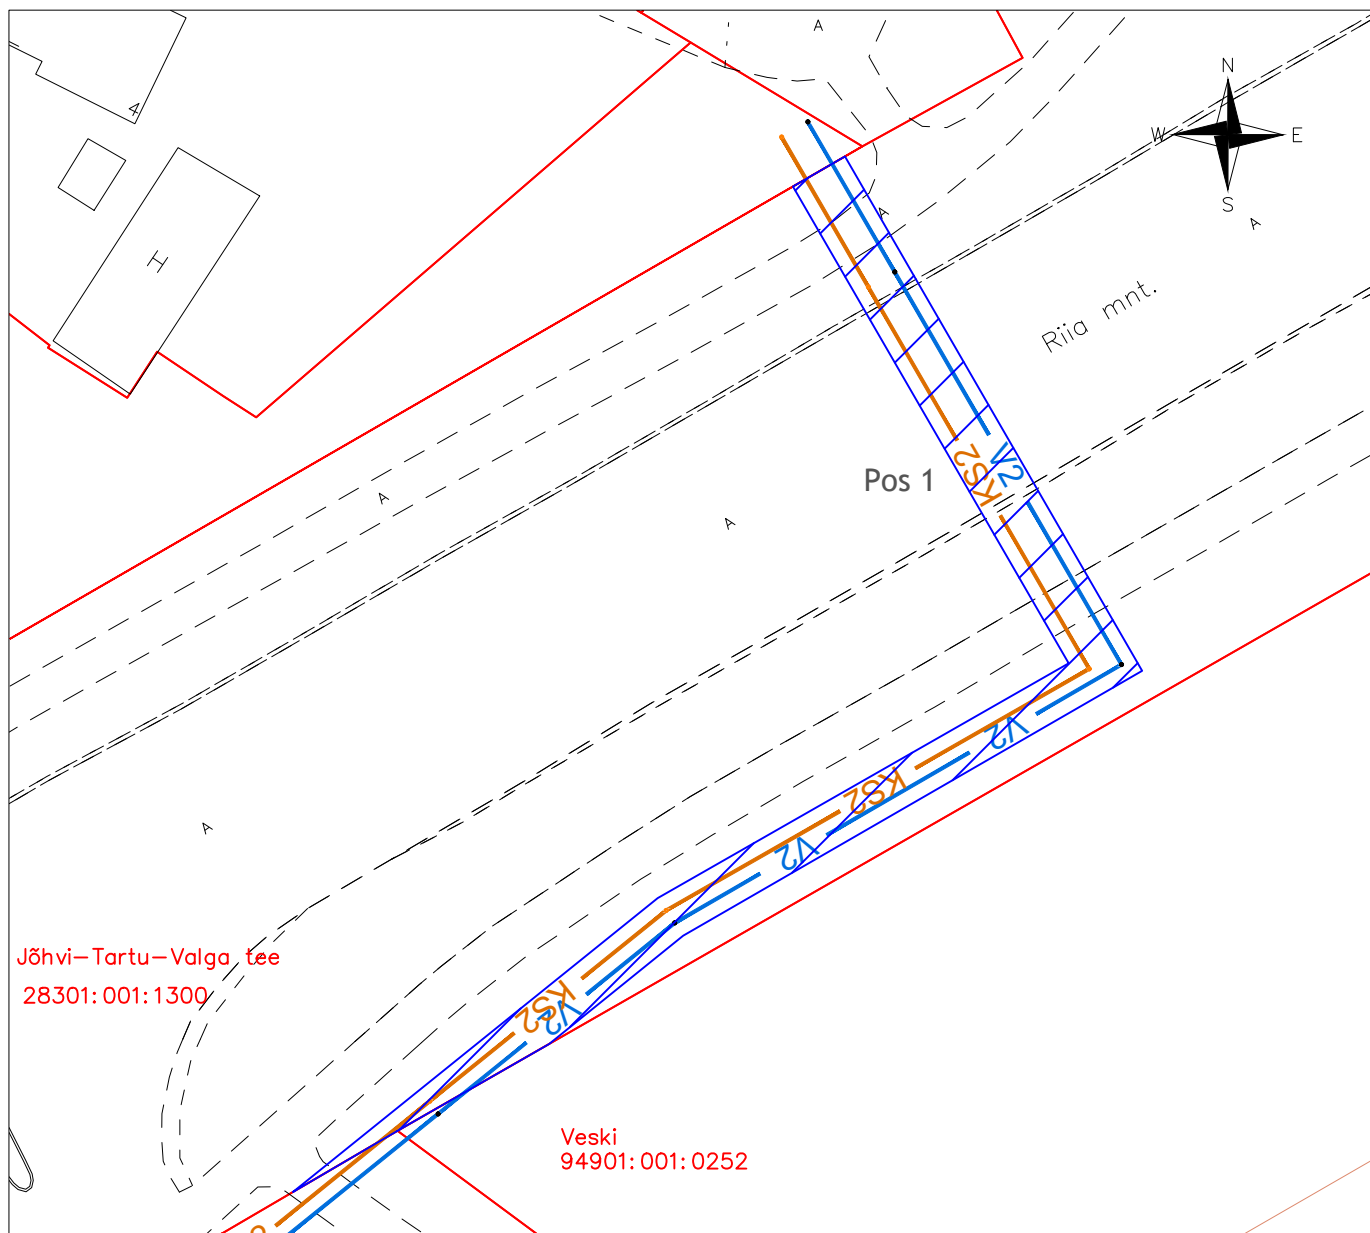 A
N
4
W
E
S
A
A
H
Riia mnt.
KS2
V2
Pos 1
A
A
V2
KS2
A
V2
Jõhvi-Tartu-Valga tee
28301:001:1300
KS2
V2
Veski
94901:001:0252